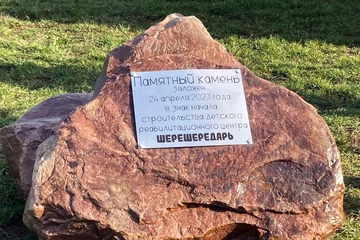 Памятный камень
заложен
24 апреля 2023 года
в знак начала
строительства детского
реабилитационного центра
ШЕРЕШЕРЕДАРЬ